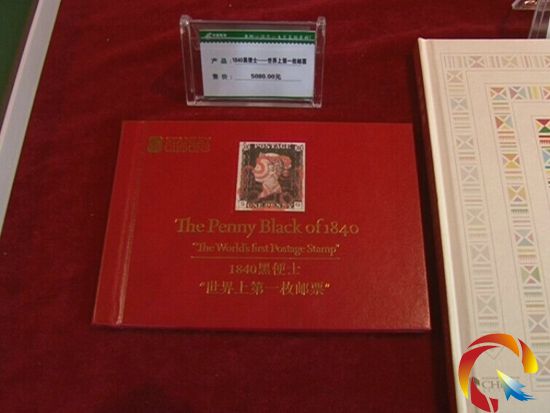 产 品：1840黑便士——世界上第一枚邮票
售 价： 5080.00元
POSTAGE
ONE PENNY
The Penny Black of 1840
"The World's first Postage Stamp"
1840黑便士
“世界上第一枚邮票”